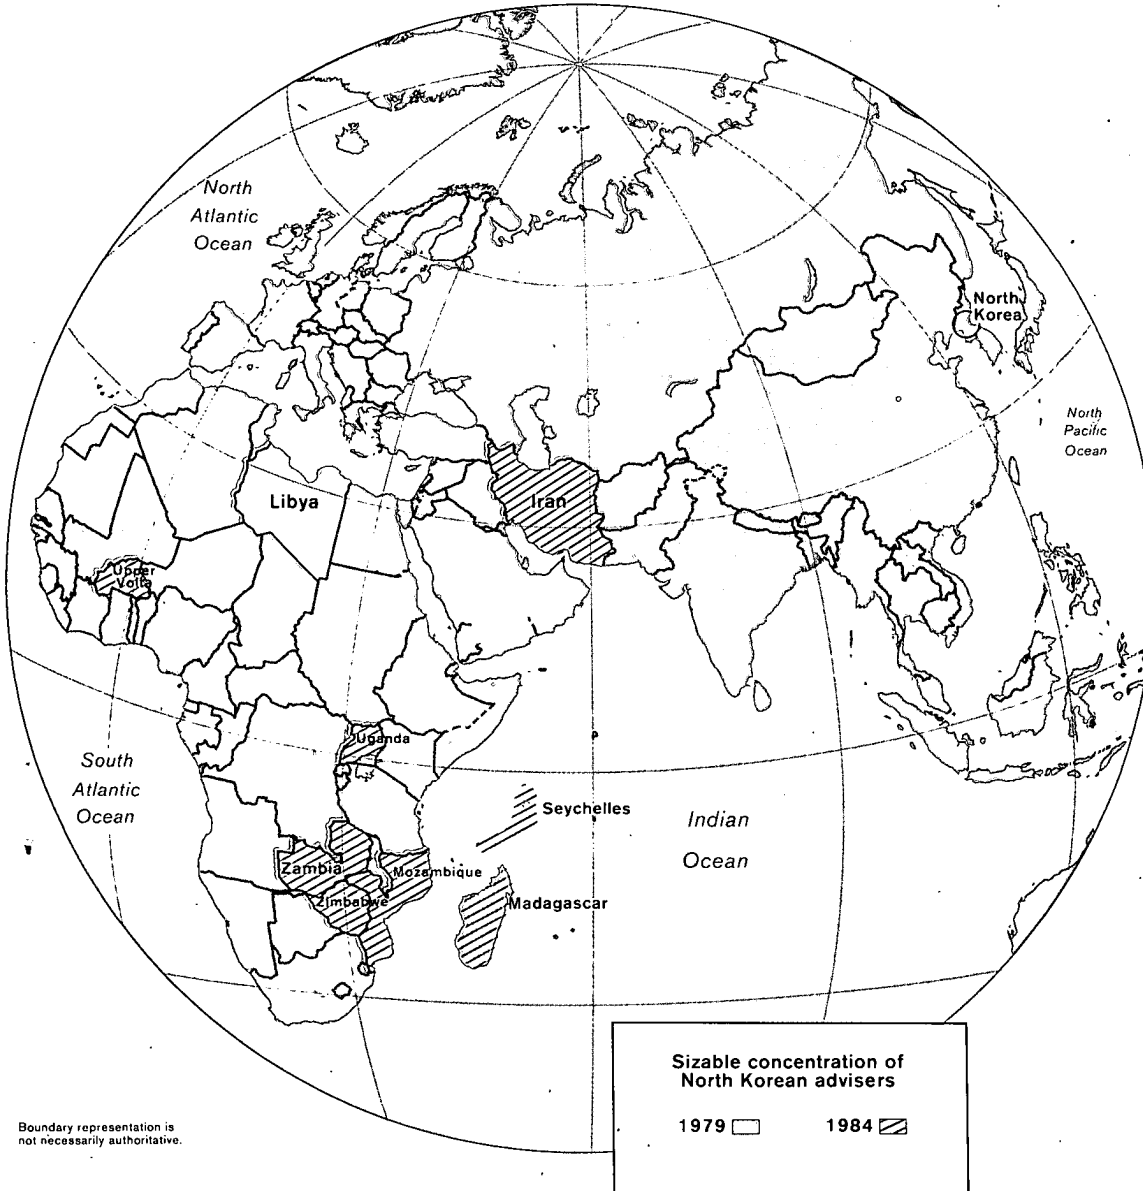 North
Atlantic
Ocean
North
Korea
North
Pacific
Ocean
Libya
Iran
Upper
Volta
Uganda
South
Atlantic
Ocean
Seychelles
Indian
Ocean
Zambia
Mozambique
Zimbabwe
Madagascar
Sizable concentration of
North Korean advisers
1979 1984
Boundary representation is
not necessarily authoritative.